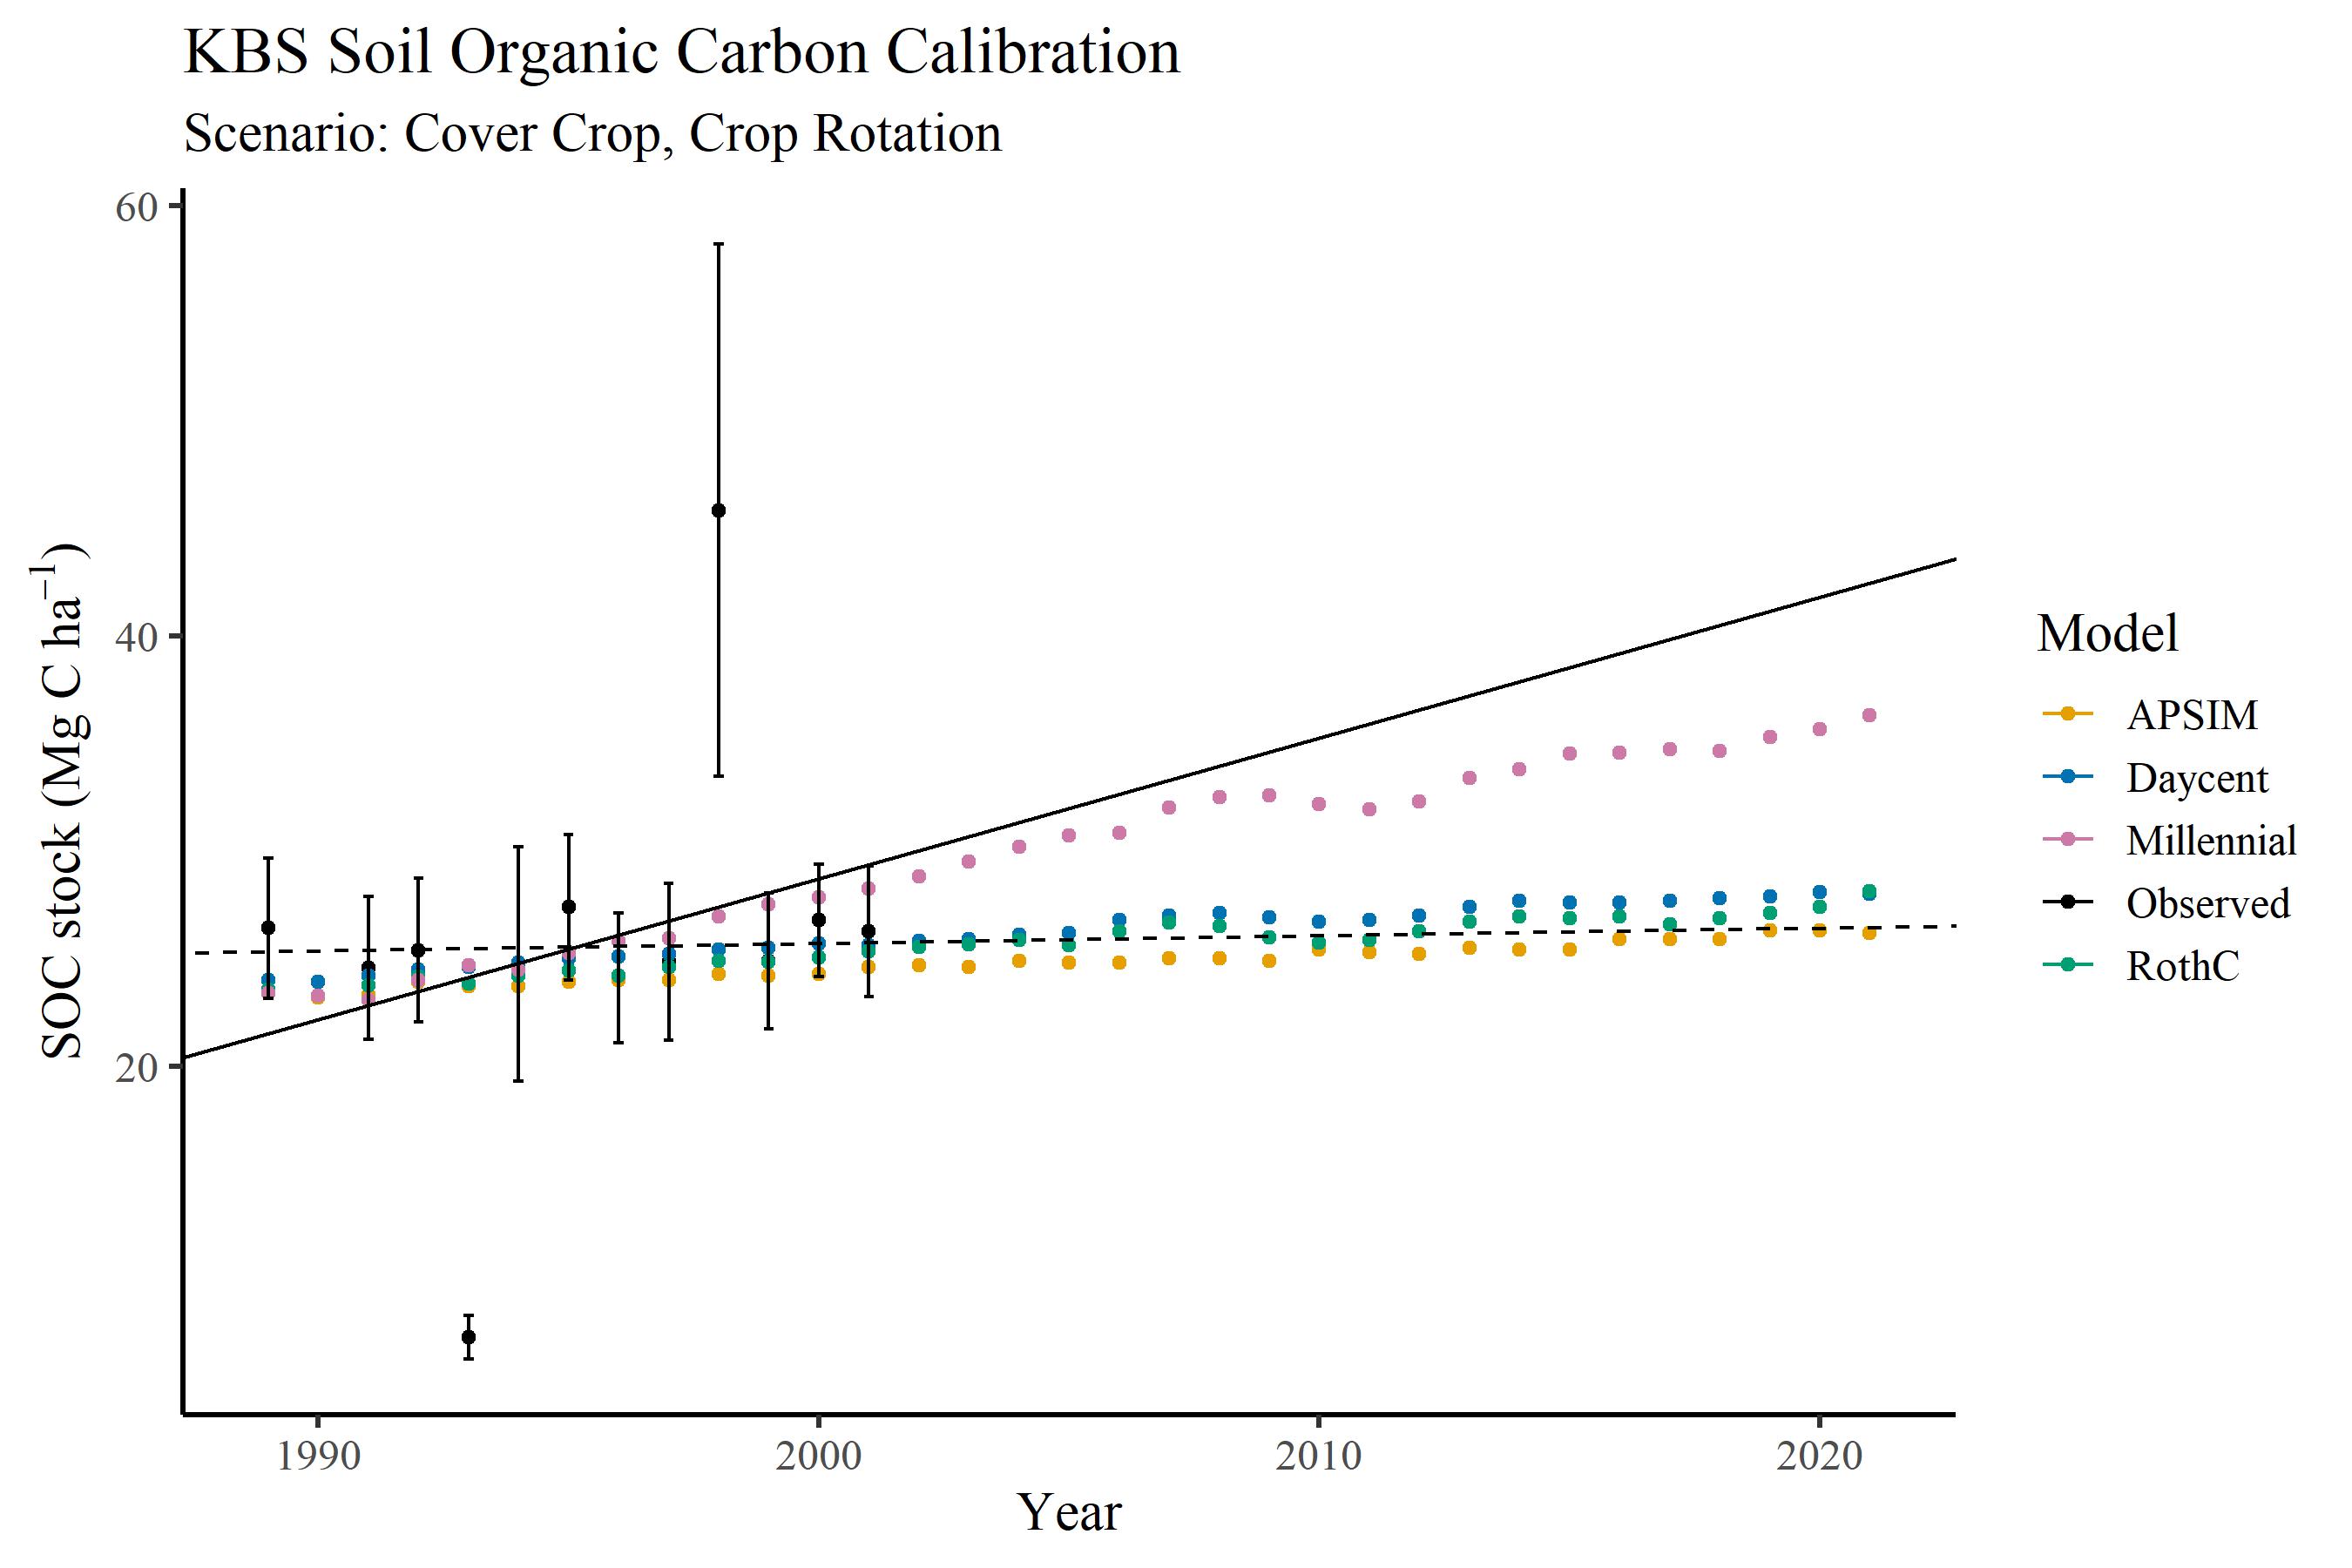 KBS Soil Organic Carbon Calibration
Scenario: Cover Crop, Crop Rotation
60
40
20
SOC stock (Mg C ha⁻¹)
1990 2000 2010 2020
Year
Model
APSIM
Daycent
Millennial
Observed
RothC